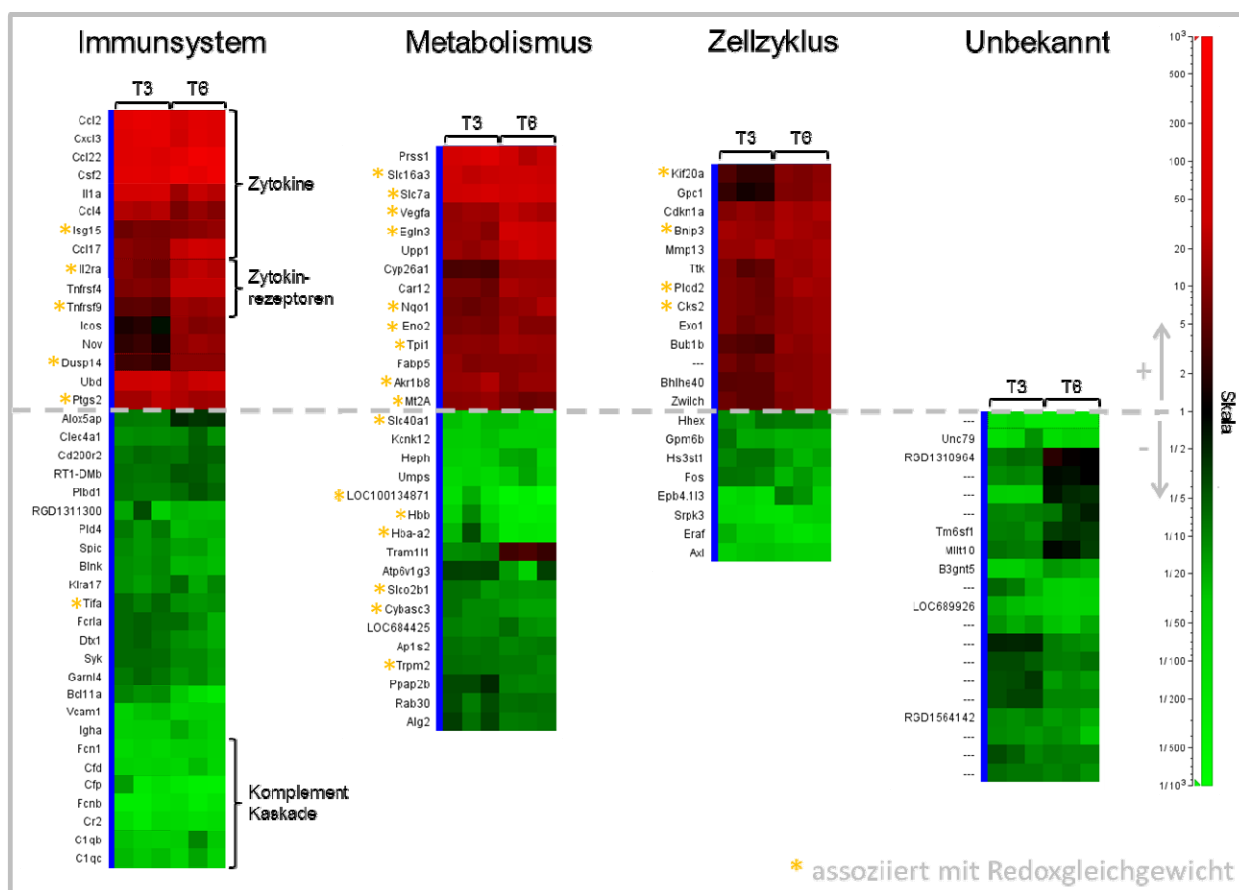 Immunsystem
Metabolismus
Zellzyklus
Unbekannt
T3 T6
Ccl2
Cxcl3
Ccl22
Csf2
Il1a
Ccl4
*Isg15
Ccl17
*Il2ra
Tnfrsf4
*Tnfrsf9
Icos
Nov
*Dusp14
Ubd
*Ptgs2
Alox5ap
Clec4a1
Cd200r2
RT1-DMb
Plbd1
RGD1311300
Pld4
Spic
Blnk
Klra17
*Tifa
Fcrla
Dtx1
Syk
Garnl4
Bcl11a
Vcam1
Igha
Fcn1
Cfd
Cfp
Fcnb
Cr2
C1qb
C1qc
Zytokine
Zytokin-
rezeptoren
Komplement
Kaskade
T3 T6
Prss1
*Slc16a3
*Slc7a
*Vegfa
*Egln3
Upp1
Cyp26a1
Car12
*Nqo1
*Eno2
*Tpi1
Fabp5
*Akr1b8
*Mt2A
*Slc40a1
Kcnk12
Heph
Umps
*LOC100134871
*Hbb
*Hba-a2
Tram1l1
Atp6v1g3
*Slco2b1
*Cybasc3
LOC684425
Ap1s2
*Trpm2
Ppap2b
Rab30
Alg2
T3 T6
*Kif20a
Gpc1
Cdkn1a
*Bnip3
Mmp13
Ttk
*Plod2
*Cks2
Exo1
Bub1b
---
Bhlhe40
Zwilch
Hhex
Gpm6b
Hs3st1
Fos
Epb4.1l3
Srpk3
Eraf
Axl
T3 T6
---
Unc79
RGD1310964
---
---
---
Tm6sf1
Mllt10
B3gnt5
---
LOC689926
---
---
---
---
---
RGD1564142
---
---
---
10³
500
200
100
50
20
10
5
2
1
1/2
1/5
1/10
1/20
1/50
1/100
1/200
1/500
1/10³
+
-
Skala
* assoziiert mit Redoxgleichgewicht